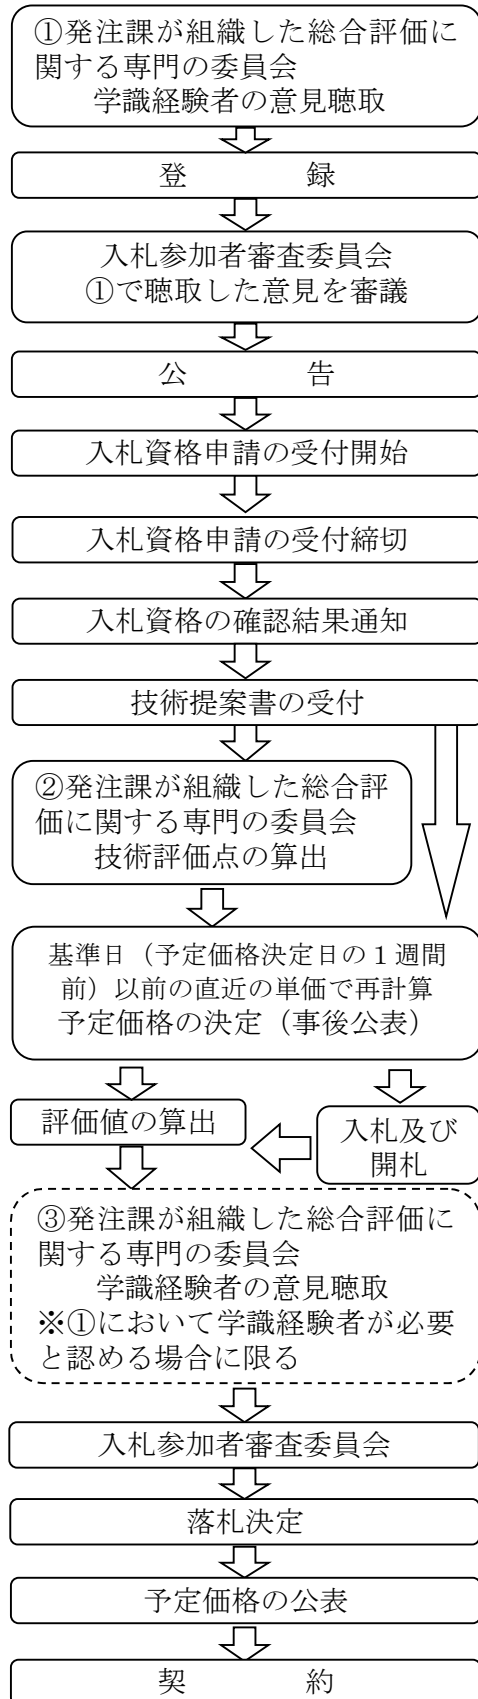 ①発注課が組織した総合評価に
関する専門の委員会
学識経験者の意見聴取
登　　　　録
入札参加者審査委員会
①で聴取した意見を審議
公　　　　告
入札資格申請の受付開始
入札資格申請の受付締切
入札資格の確認結果通知
技術提案書の受付
②発注課が組織した総合評
価に関する専門の委員会
技術評価点の算出
基準日（予定価格決定日の１週間
前）以前の直近の単価で再計算
予定価格の決定（事後公表）
評価値の算出
入札及び
開札
③発注課が組織した総合評価に
関する専門の委員会
学識経験者の意見聴取
※①において学識経験者が必要
と認める場合に限る
入札参加者審査委員会
落札決定
予定価格の公表
契　　　　約